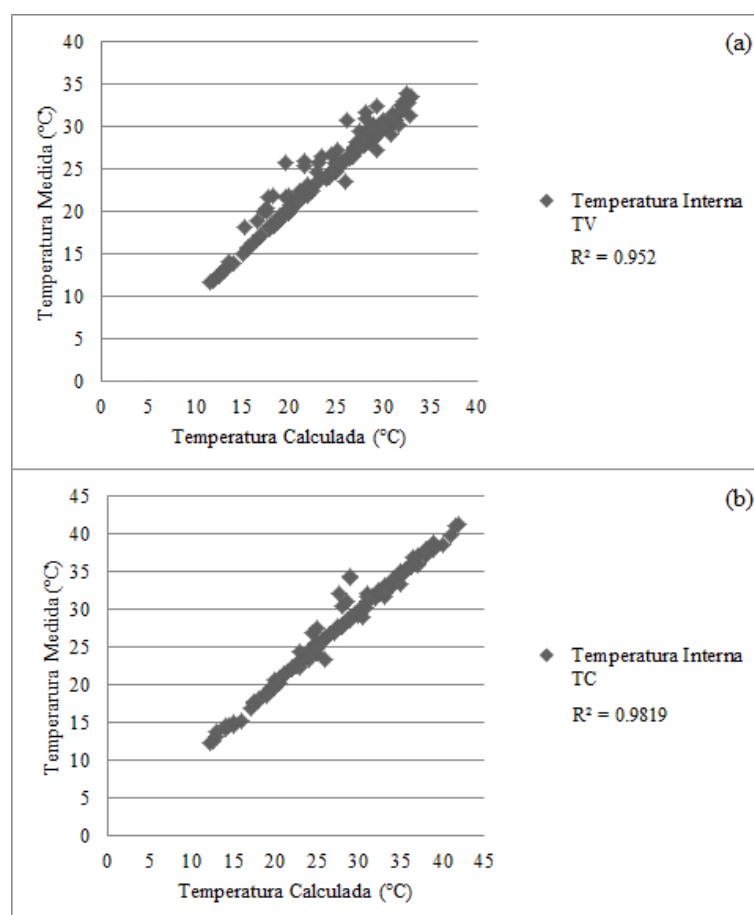 (a)
40
35
30
25
20
15
10
5
0
Temperatura Medida (°C)
0 5 10 15 20 25 30 35 40
Temperatura Calculada (°C)
Temperatura Interna
TV
R² = 0.952
(b)
45
40
35
30
25
20
15
10
5
0
Temperarura Medida (°C)
0 5 10 15 20 25 30 35 40 45
Temperatura Calculada (°C)
Temperatura Interna
TC
R² = 0.9819